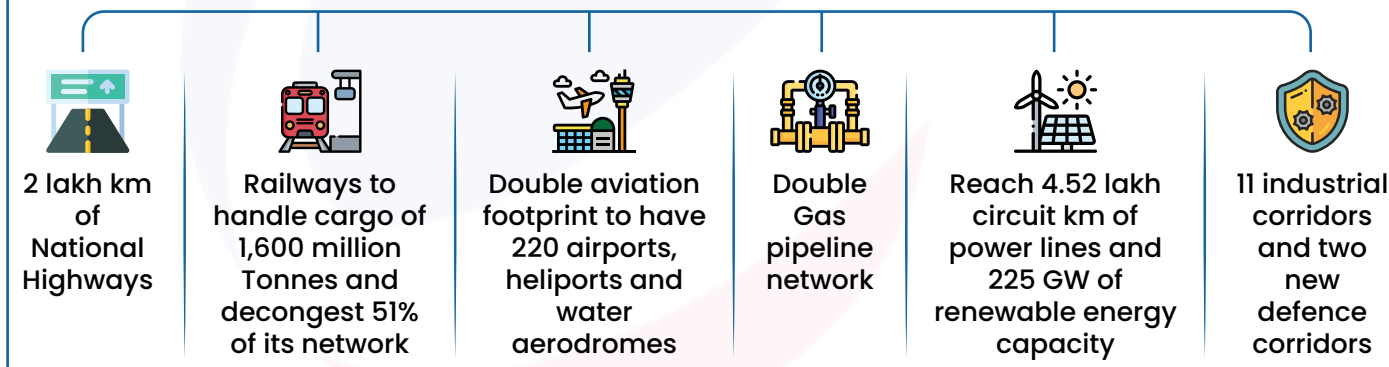 2 lakh km
of
National
Highways
Railways to
handle cargo of
1,600 million
Tonnes and
decongest 51%
of its network
Double aviation
footprint to have
220 airports,
heliports and
water
aerodromes
Double
Gas
pipeline
network
Reach 4.52 lakh
circuit km of
power lines and
225 GW of
renewable energy
capacity
11 industrial
corridors
and two
new
defence
corridors